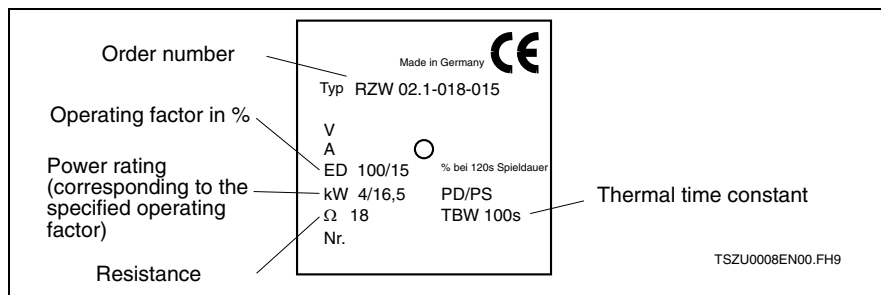 Order number
Made in Germany CE
Typ RZW 02.1-018-015
Operating factor in %
V
A
ED 100/15 % bei 120s Spieldauer
Power rating
(corresponding to the
specified operating
factor)
kW 4/16,5 PD/PS
Thermal time constant
Ω 18 TBW 100s
Nr.
Resistance
TSZU0008EN00.FH9